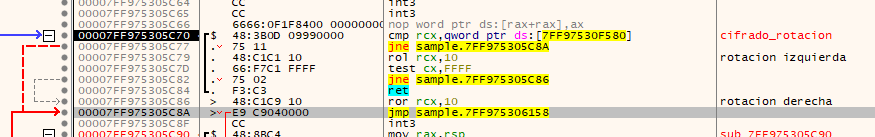 00007FF975305C64 CC int3
00007FF975305C65 CC int3
00007FF975305C66 6666:0F1F8400 00000000 nop word ptr ds:[rax+rax],ax
00007FF975305C70 $ 48:3B0D 09990000 cmp rcx,qword ptr ds:[7FF97530F580] cifrado_rotacion
00007FF975305C77 . 75 11 jne sample.7FF975305C8A
00007FF975305C79 . 48:C1C1 10 rol rcx,10 rotacion izquierda
00007FF975305C7D . 66:F7C1 FFFF test cx,FFFF
00007FF975305C82 . 75 02 jne sample.7FF975305C86
00007FF975305C84 . F3:C3 ret
00007FF975305C86 > 48:C1C9 10 ror rcx,10 rotacion derecha
00007FF975305C8A > E9 C9040000 jmp sample.7FF975306158
00007FF975305C8F CC int3
00007FF975305C90 $ 48:8BC4 mov rax,rsp sub_7FF975305C90